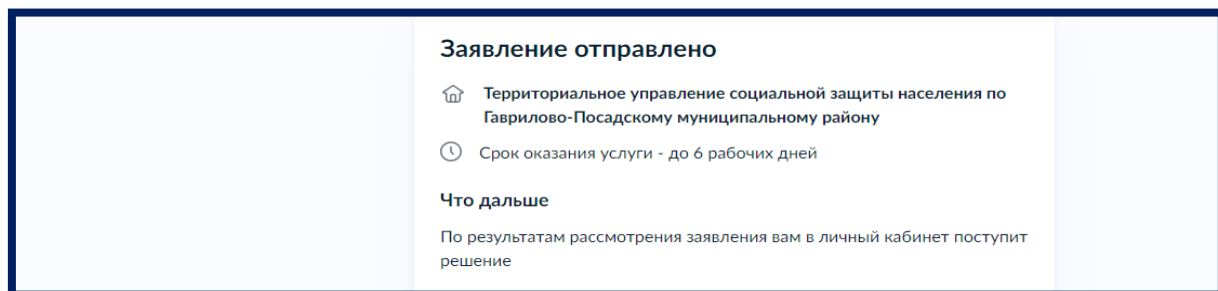 Заявление отправлено
Территориальное управление социальной защиты населения по
Гаврилово-Посадскому муниципальному району
Срок оказания услуги - до 6 рабочих дней
Что дальше
По результатам рассмотрения заявления вам в личный кабинет поступит
решение